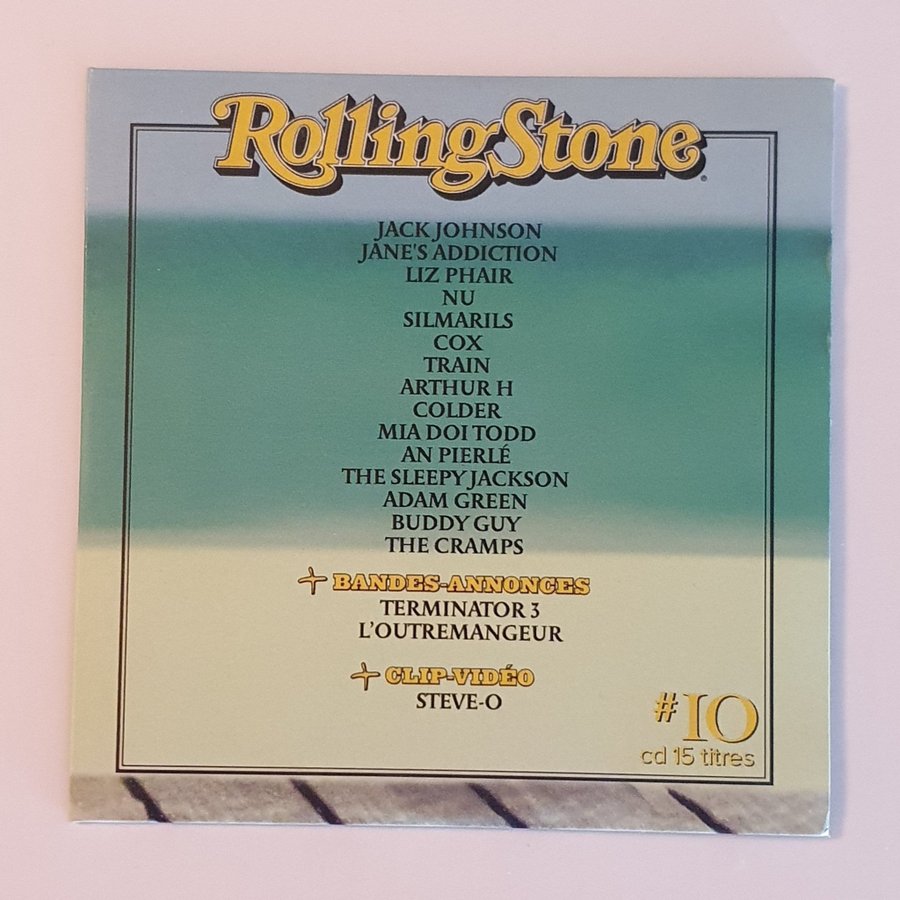 Rolling Stone
JACK JOHNSON
JANE'S ADDICTION
LIZ PHAIR
NU
SILMARILS
COX
TRAIN
ARTHUR H
COLDER
MIA DOI TODD
AN PIERLÉ
THE SLEEPY JACKSON
ADAM GREEN
BUDDY GUY
THE CRAMPS
+ BANDES-ANNONCES
TERMINATOR 3
L'OUTREMANGEUR
+ CLIP-VIDÉO
STEVE-O
#10
cd 15 titres